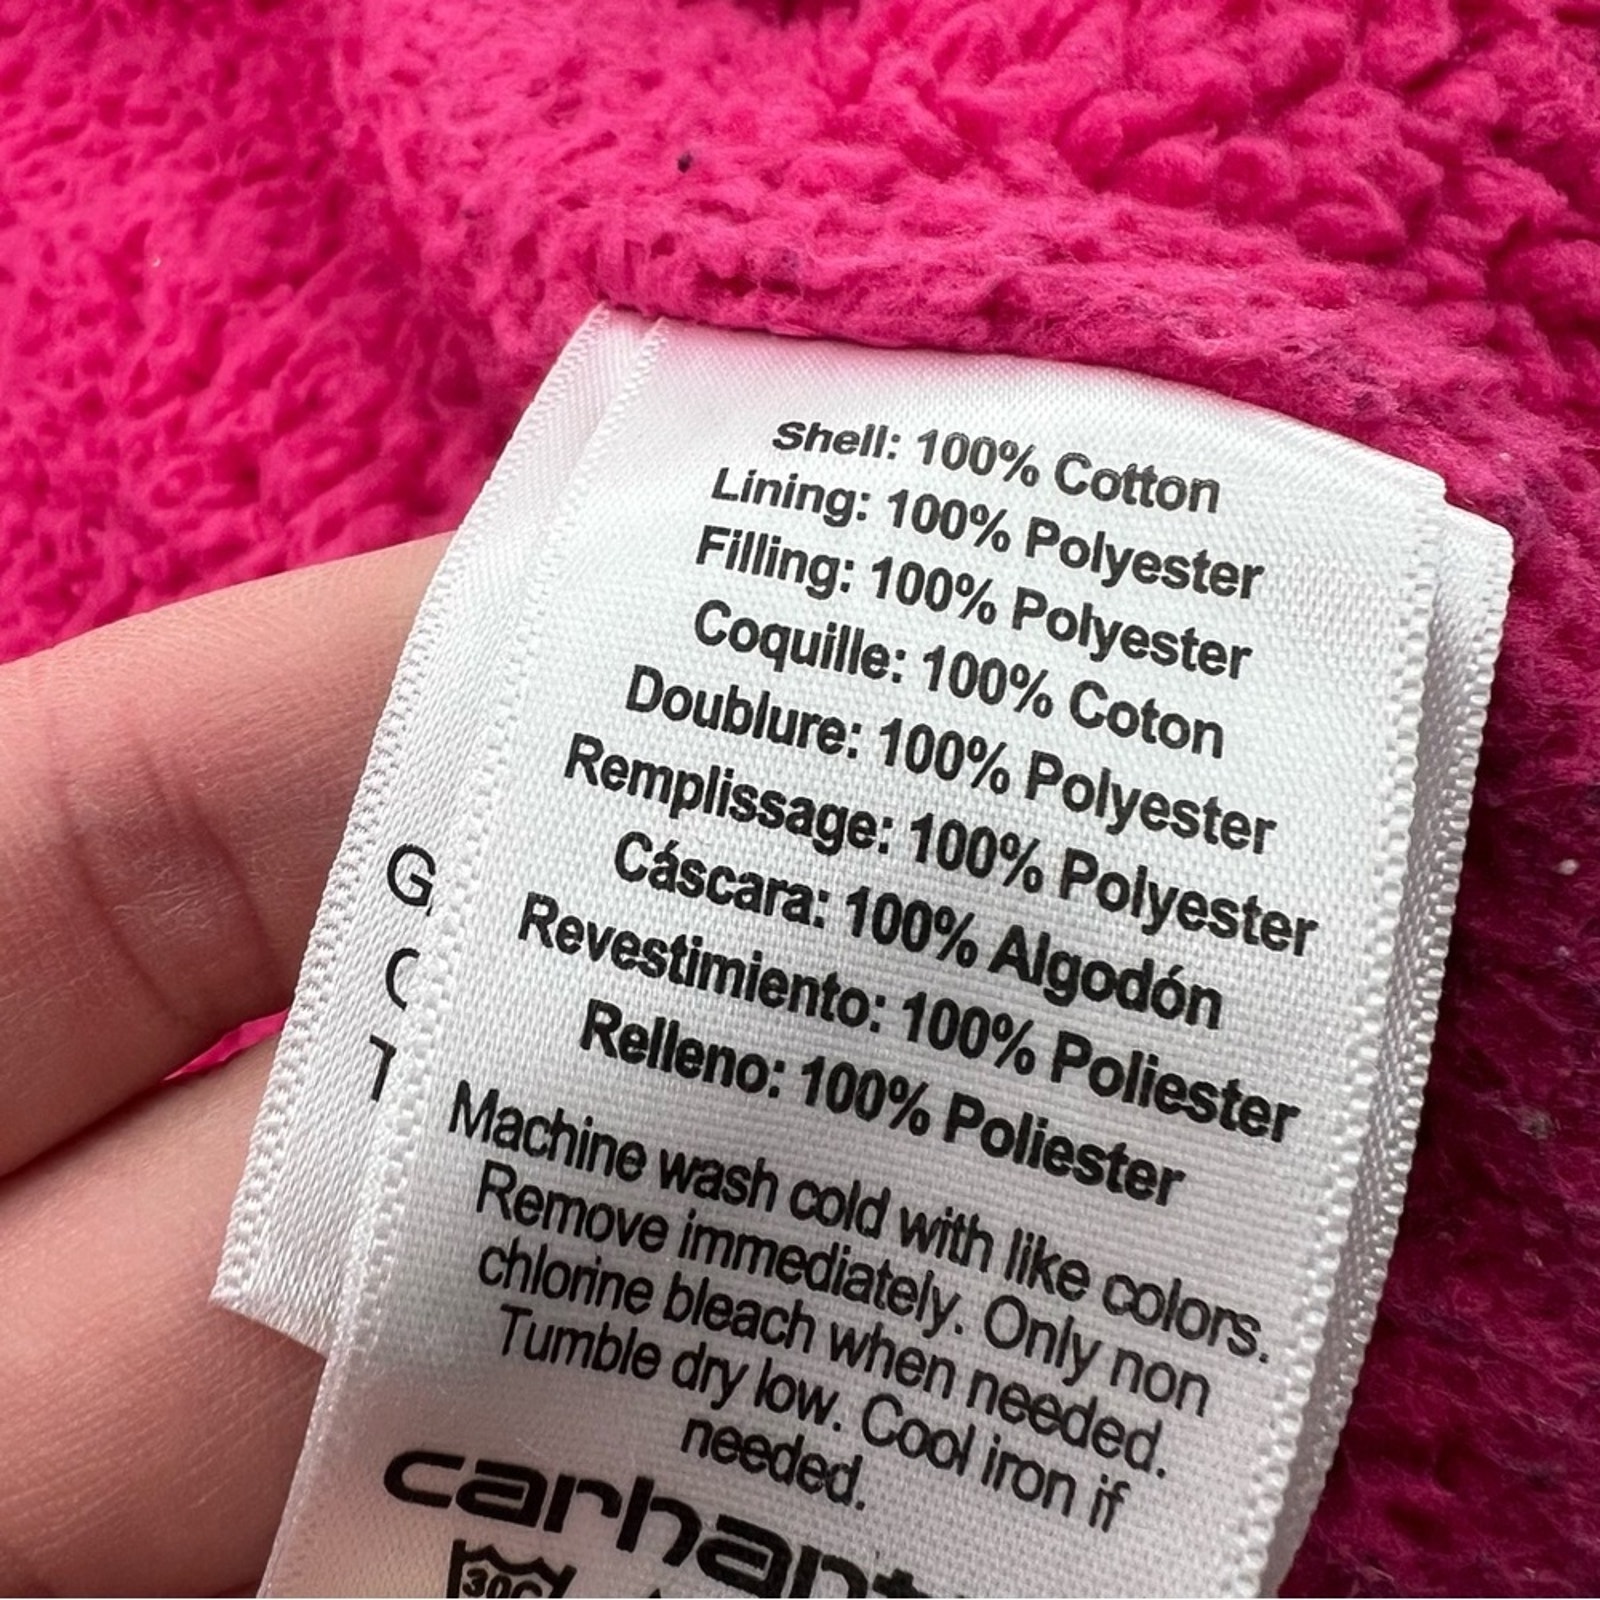 Shell: 100% Cotton
Lining: 100% Polyester
Filling: 100% Polyester
Coquille: 100% Coton
Doublure: 100% Polyester
Remplissage: 100% Polyester
Cáscara: 100% Algodón
Revestimiento: 100% Poliester
Relleno: 100% Poliester
Machine wash cold with like colors.
Remove immediately. Only non
chlorine bleach when needed.
Tumble dry low. Cool iron if
needed.
carhartt
30C
G